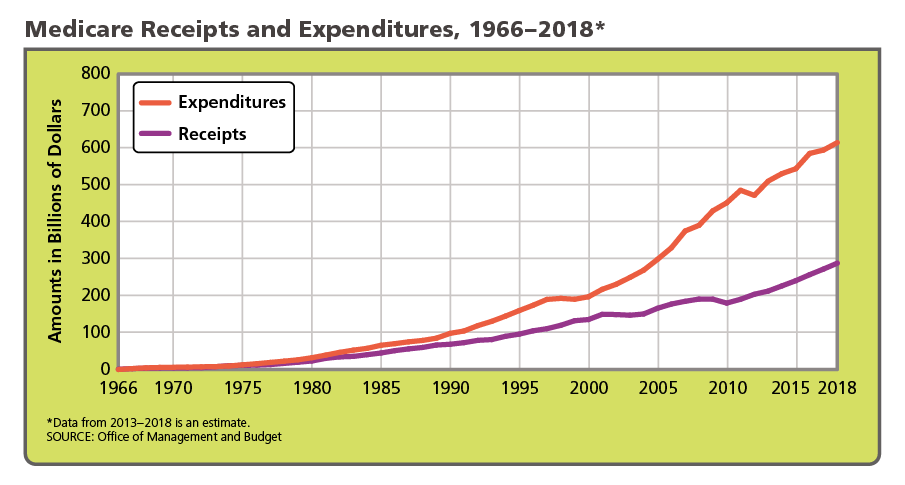 Medicare Receipts and Expenditures, 1966–2018*
Amounts in Billions of Dollars
800
700
600
500
400
300
200
100
0
Expenditures
Receipts
1966 1970 1975 1980 1985 1990 1995 2000 2005 2010 2015 2018
*Data from 2013–2018 is an estimate.
SOURCE: Office of Management and Budget